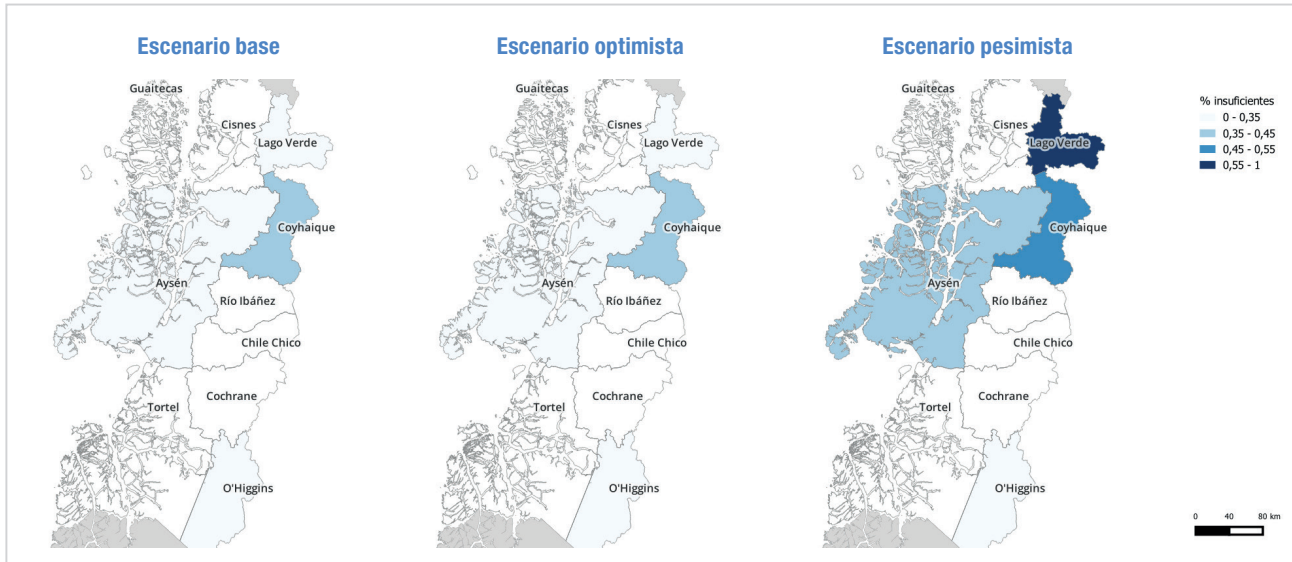 Escenario base
Escenario optimista
Escenario pesimista
Guaitecas
Cisnes
Lago Verde
Coyhaique
Aysén
Río Ibáñez
Chile Chico
Cochrane
Tortel
O'Higgins
Guaitecas
Cisnes
Lago Verde
Coyhaique
Aysén
Río Ibáñez
Chile Chico
Cochrane
Tortel
O'Higgins
Guaitecas
Cisnes
Lago Verde
Coyhaique
Aysén
Río Ibáñez
Chile Chico
Cochrane
Tortel
O'Higgins
% insuficientes
0 - 0,35
0,35 - 0,45
0,45 - 0,55
0,55 - 1
0 40 80 km